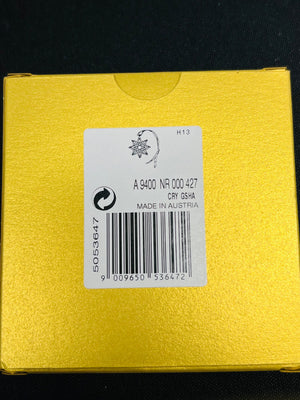 H13
A 9400 NR 000 427
CRY GSHA
MADE IN AUSTRIA
5053647
9 009650 536472